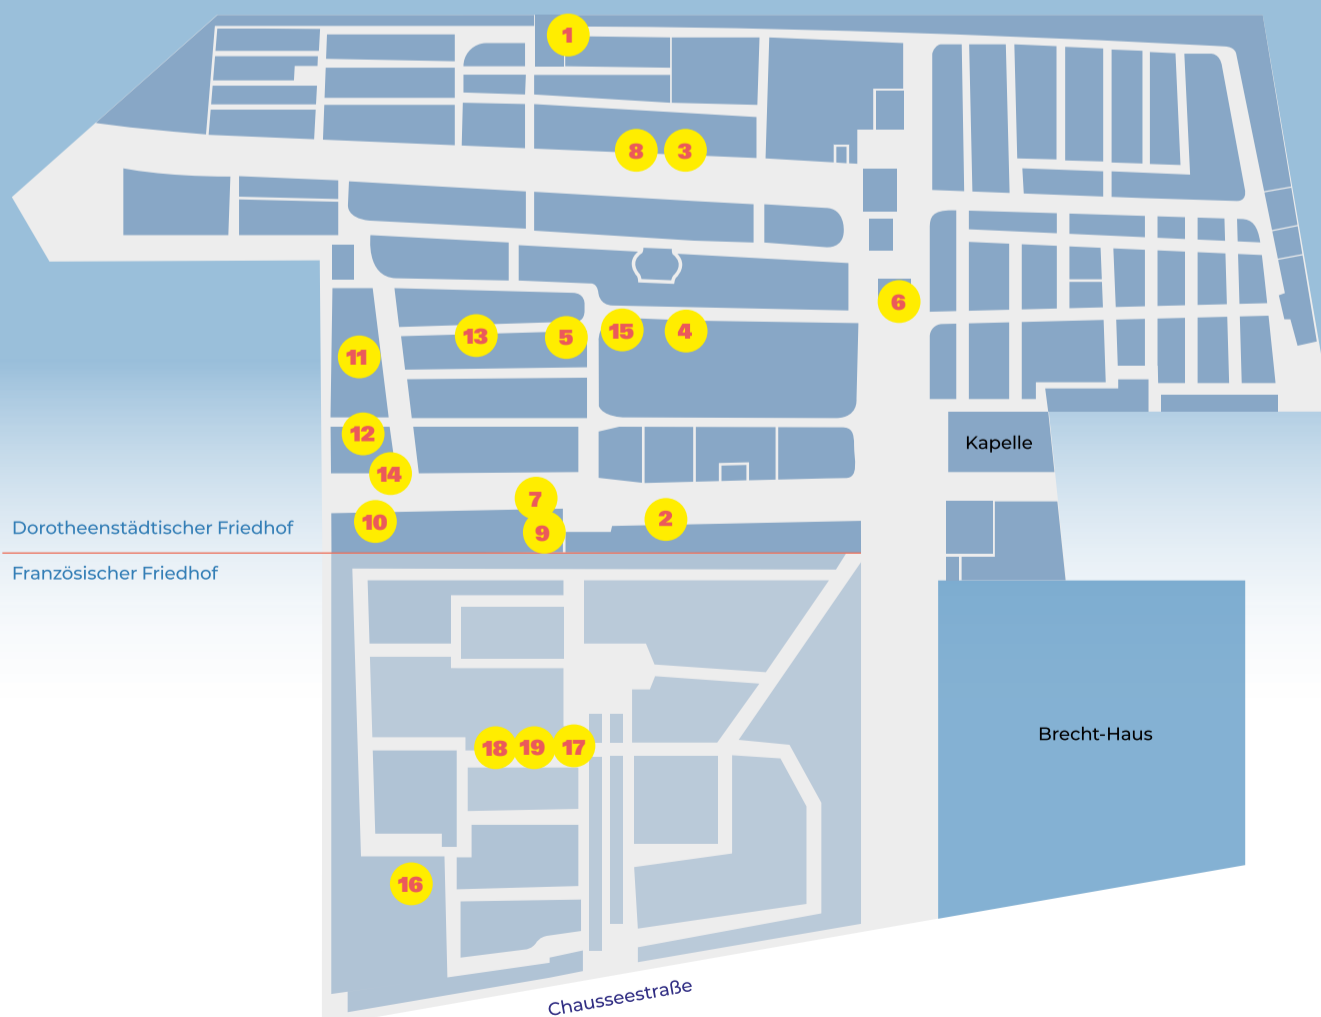 1
8 3
6
13 5 15 4
11
12
Kapelle
14
7
10 9 2
Dorotheenstädtischer Friedhof
Französischer Friedhof
Brecht-Haus
18 19 17
16
Chausseestraße